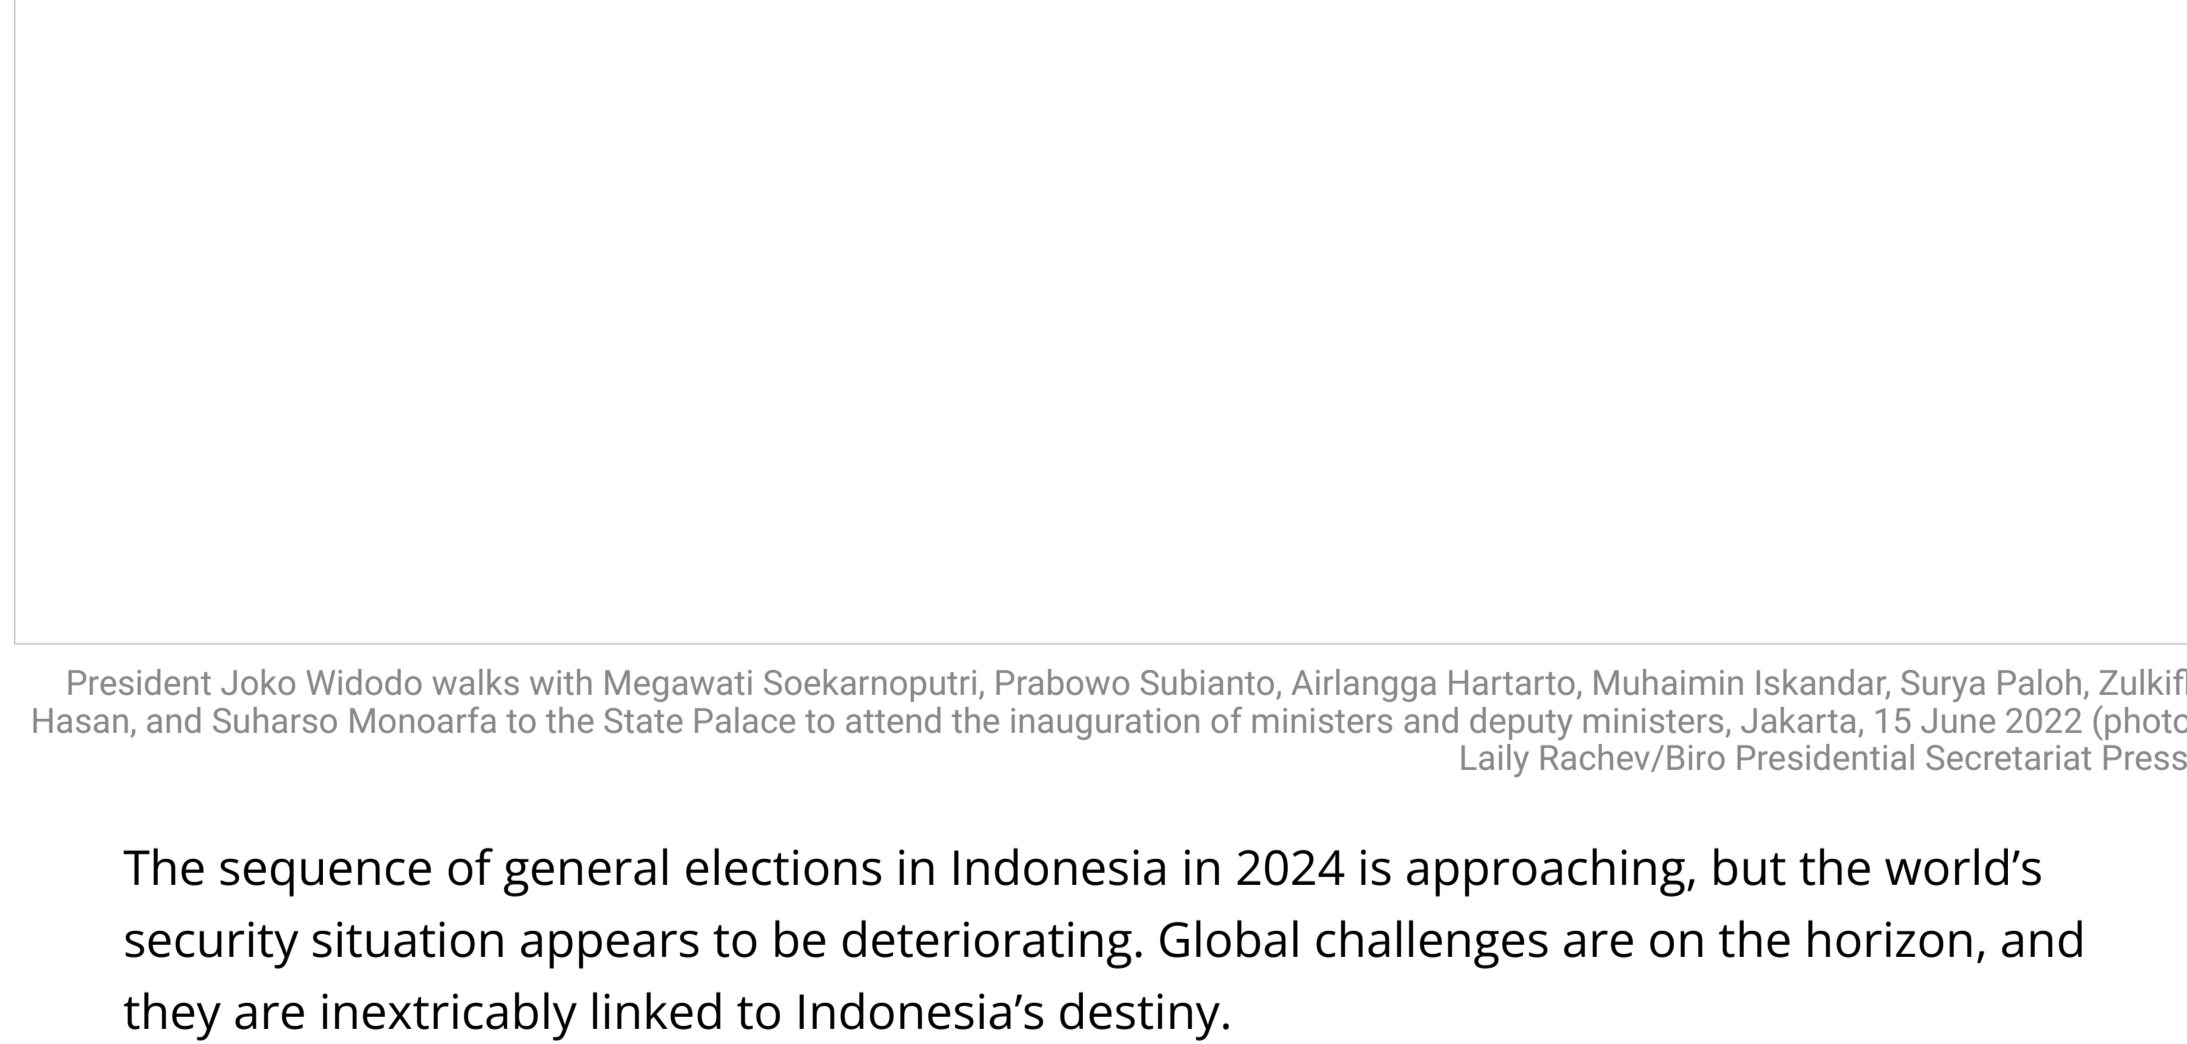 President Joko Widodo walks with Megawati Soekarnoputri, Prabowo Subianto, Airlangga Hartarto, Muhaimin Iskandar, Surya Paloh, Zulkifl
Hasan, and Suharso Monoarfa to the State Palace to attend the inauguration of ministers and deputy ministers, Jakarta, 15 June 2022 (photo
Laily Rachev/Biro Presidential Secretariat Press
The sequence of general elections in Indonesia in 2024 is approaching, but the world’s
security situation appears to be deteriorating. Global challenges are on the horizon, and
they are inextricably linked to Indonesia’s destiny.